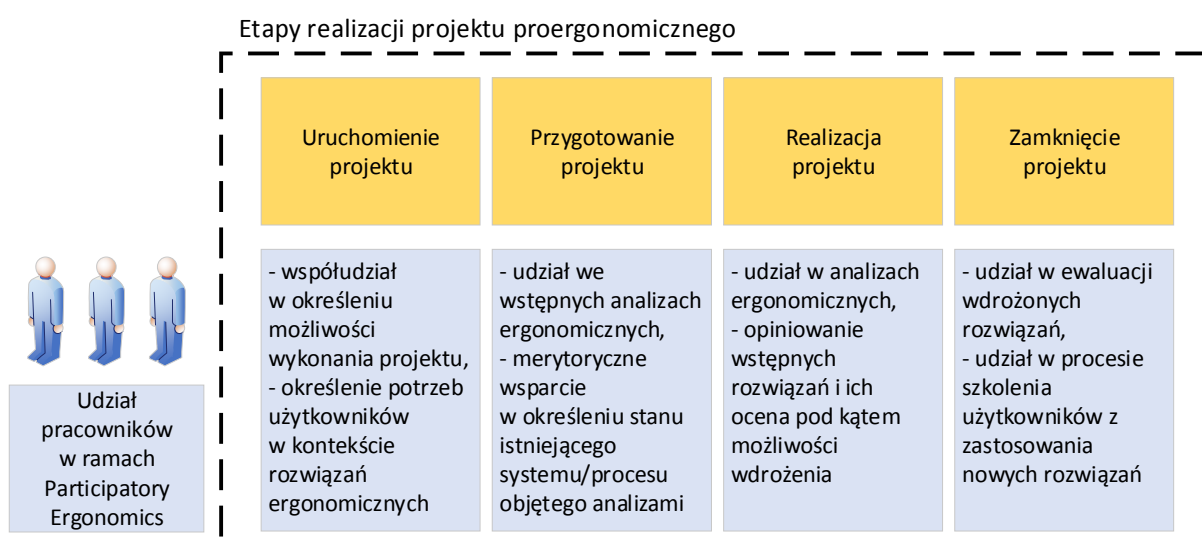 Etapy realizacji projektu proergonomicznego
Uruchomienie
projektu
Przygotowanie
projektu
Realizacja
projektu
Zamknięcie
projektu
Udział
pracowników
w ramach
Participatory
Ergonomics
- współudział
w określeniu
możliwości
wykonania projektu,
- określenie potrzeb
użytkowników
w kontekście
rozwiązań
ergonomicznych
- udział we
wstępnych analizach
ergonomicznych,
- merytoryczne
wsparcie
w określeniu stanu
istniejącego
systemu/procesu
objętego analizami
- udział w analizach
ergonomicznych,
- opiniowanie
wstępnych
rozwiązań i ich
ocena pod kątem
możliwości
wdrożenia
- udział w ewaluacji
wdrożonych
rozwiązań,
- udział w procesie
szkolenia
użytkowników z
zastosowania
nowych rozwiązań